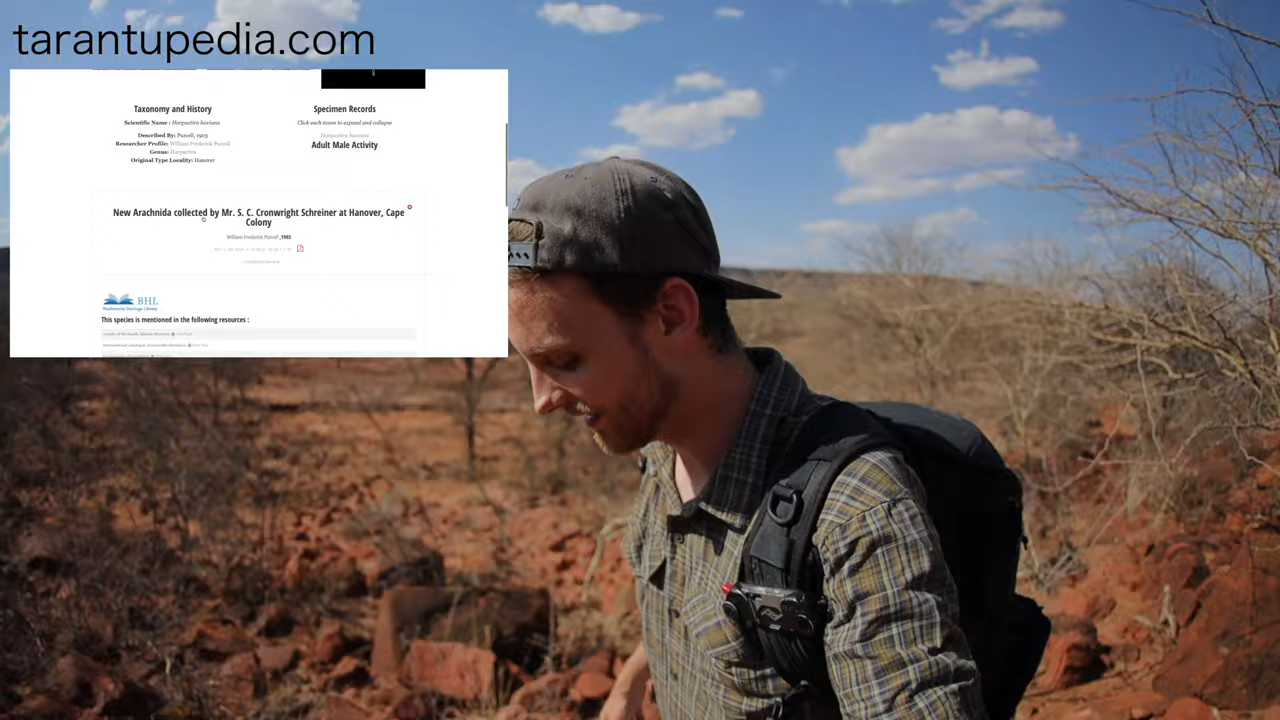 tarantupedia.com
Taxonomy and History
Scientific Name : Harpactira baviana
Described By: Purcell, 1903
Researcher Profile: William Frederick Purcell
Genus: Harpactira
Original Type Locality: Hanover
Specimen Records
Click each taxon to expand and collapse
Harpactira baviana
Adult Male Activity
New Arachnida collected by Mr. S. C. Cronwright Schreiner at Hanover, Cape
Colony
William Frederick Purcell ,1903
BHL
Biodiversity Heritage Library
This species is mentioned in the following resources :